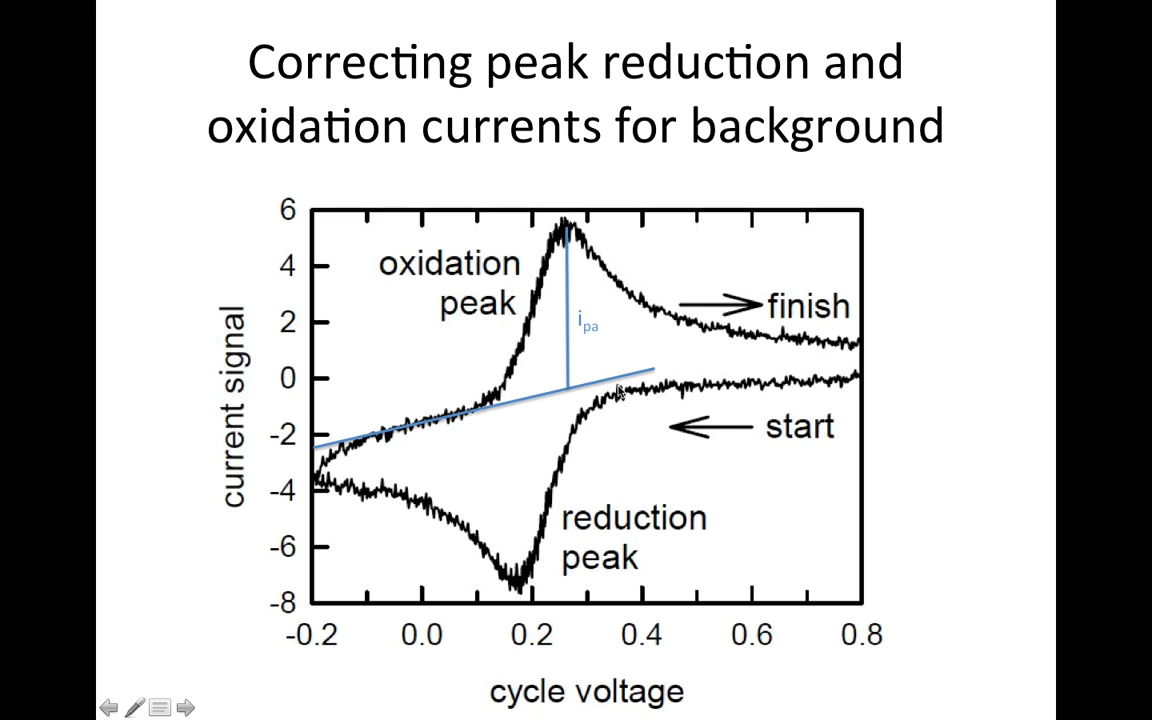 Correcting peak reduction and
oxidation currents for background
6
4
2
0
-2
-4
-6
-8
current signal
oxidation
peak
i_pa
finish
start
reduction
peak
-0.2 0.0 0.2 0.4 0.6 0.8
cycle voltage